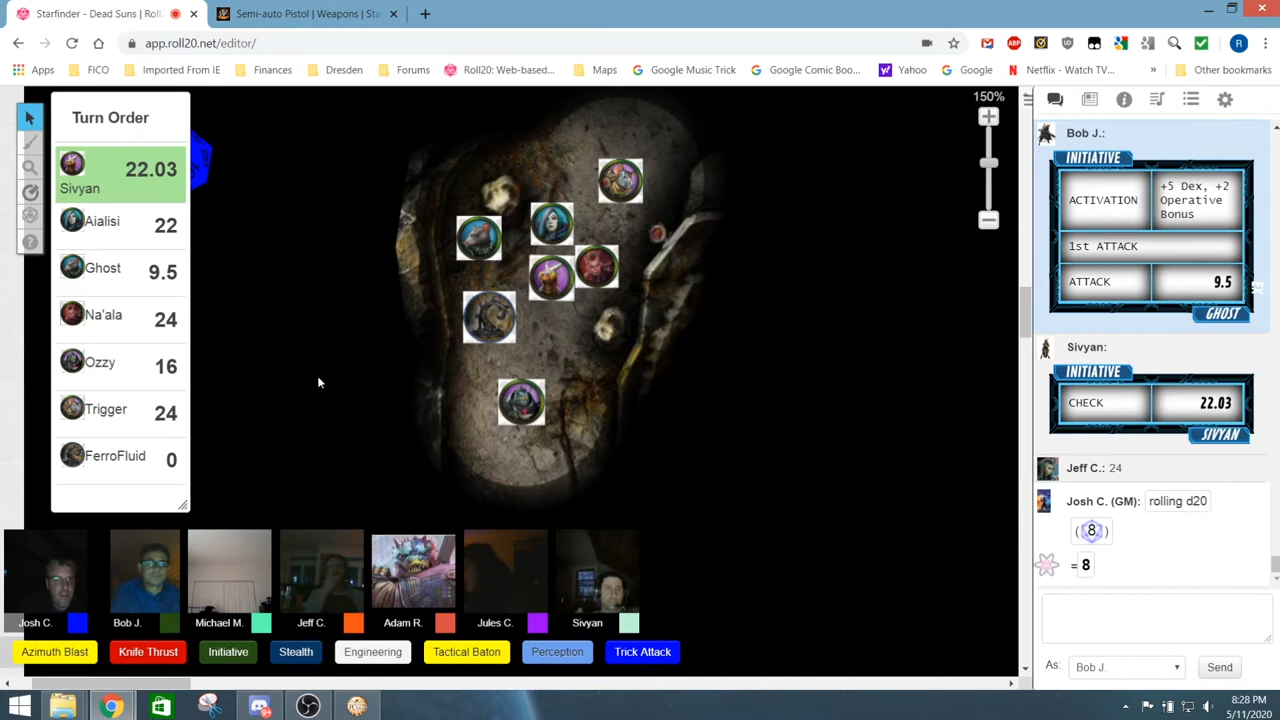 Starfinder - Dead Suns | Roll
Semi-auto Pistol | Weapons | Sta
app.roll20.net/editor/
Apps
FICO
Imported From IE
Finances
Dresden
Forums
Roll20: Web-based...
Maps
Google Music Trick
Google Comic Boo...
Yahoo
Google
Netflix - Watch TV...
Other bookmarks
Turn Order
Sivyan
22.03
Aialisi
22
Ghost
9.5
Na'ala
24
Ozzy
16
Trigger
24
FerroFluid
0
150%
Bob J.:
INITIATIVE
ACTIVATION
+5 Dex, +2
Operative
Bonus
1st ATTACK
ATTACK
9.5
GHOST
Sivyan:
INITIATIVE
CHECK
22.03
SIVYAN
Jeff C.: 24
Josh C. (GM): rolling d20
(8)
=8
As:
Bob J.
Send
Josh C.
Bob J.
Michael M.
Jeff C.
Adam R.
Jules C.
Sivyan
Azimuth Blast
Knife Thrust
Initiative
Stealth
Engineering
Tactical Baton
Perception
Trick Attack
8:28 PM
5/11/2020